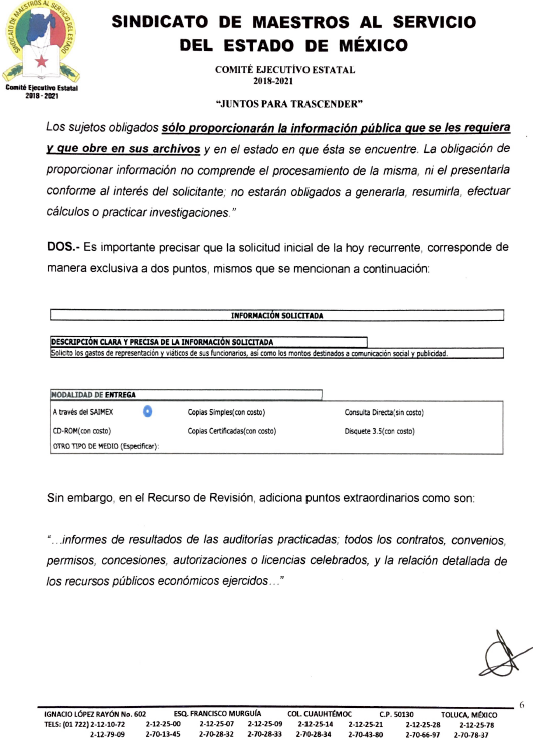 SINDICATO DE MAESTROS AL SERVICIO DEL ESTADO
Comité Ejecutivo Estatal
2018 - 2021
SINDICATO DE MAESTROS AL SERVICIO
DEL ESTADO DE MÉXICO
COMITÉ EJECUTIVO ESTATAL
2018-2021
“JUNTOS PARA TRASCENDER”
Los sujetos obligados sólo proporcionarán la información pública que se les requiera
y que obre en sus archivos y en el estado en que ésta se encuentre. La obligación de
proporcionar información no comprende el procesamiento de la misma, ni el presentarla
conforme al interés del solicitante; no estarán obligados a generarla, resumirla, efectuar
cálculos o practicar investigaciones.”
DOS.- Es importante precisar que la solicitud inicial de la hoy recurrente, corresponde de
manera exclusiva a dos puntos, mismos que se mencionan a continuación:
INFORMACIÓN SOLICITADA
DESCRIPCIÓN CLARA Y PRECISA DE LA INFORMACIÓN SOLICITADA
Solicito los gastos de representación y viáticos de sus funcionarios, así como los montos destinados a comunicación social y publicidad.
MODALIDAD DE ENTREGA
A través del SAIMEX Copias Simples(con costo) Consulta Directa(sin costo)
CD-ROM(con costo) Copias Certificadas(con costo) Disquete 3.5(con costo)
OTRO TIPO DE MEDIO (Especificar):
Sin embargo, en el Recurso de Revisión, adiciona puntos extraordinarios como son:
“…informes de resultados de las auditorías practicadas; todos los contratos, convenios,
permisos, concesiones, autorizaciones o licencias celebrados, y la relación detallada de
los recursos públicos económicos ejercidos…”
6
IGNACIO LÓPEZ RAYÓN No. 602 ESQ. FRANCISCO MURGUÍA COL. CUAUHTÉMOC C.P. 50130 TOLUCA, MÉXICO
TELS: (01 722) 2-12-10-72 2-12-25-00 2-12-25-07 2-12-25-09 2-12-25-14 2-12-25-21 2-12-25-28 2-12-25-78
2-12-79-09 2-70-13-45 2-70-28-32 2-70-28-33 2-70-28-34 2-70-43-80 2-70-66-97 2-70-78-37